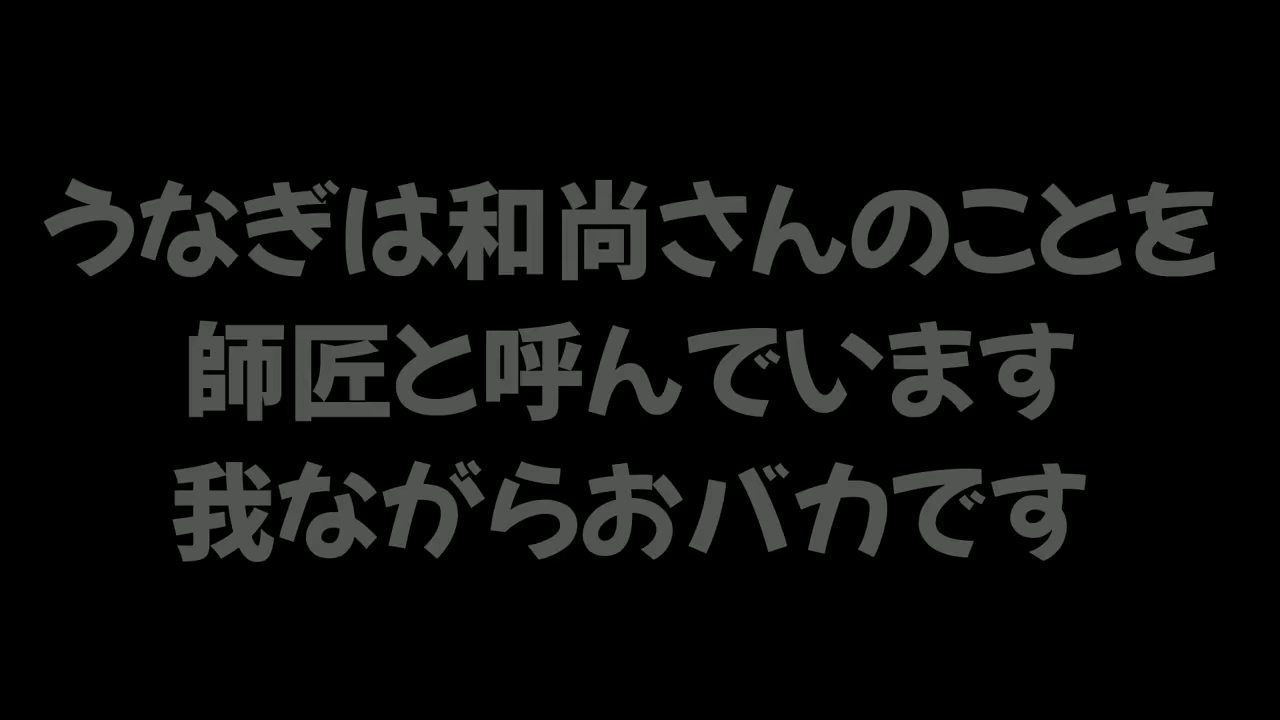 うなぎは和尚さんのことを
師匠と呼んでいます
我ながらおバカです